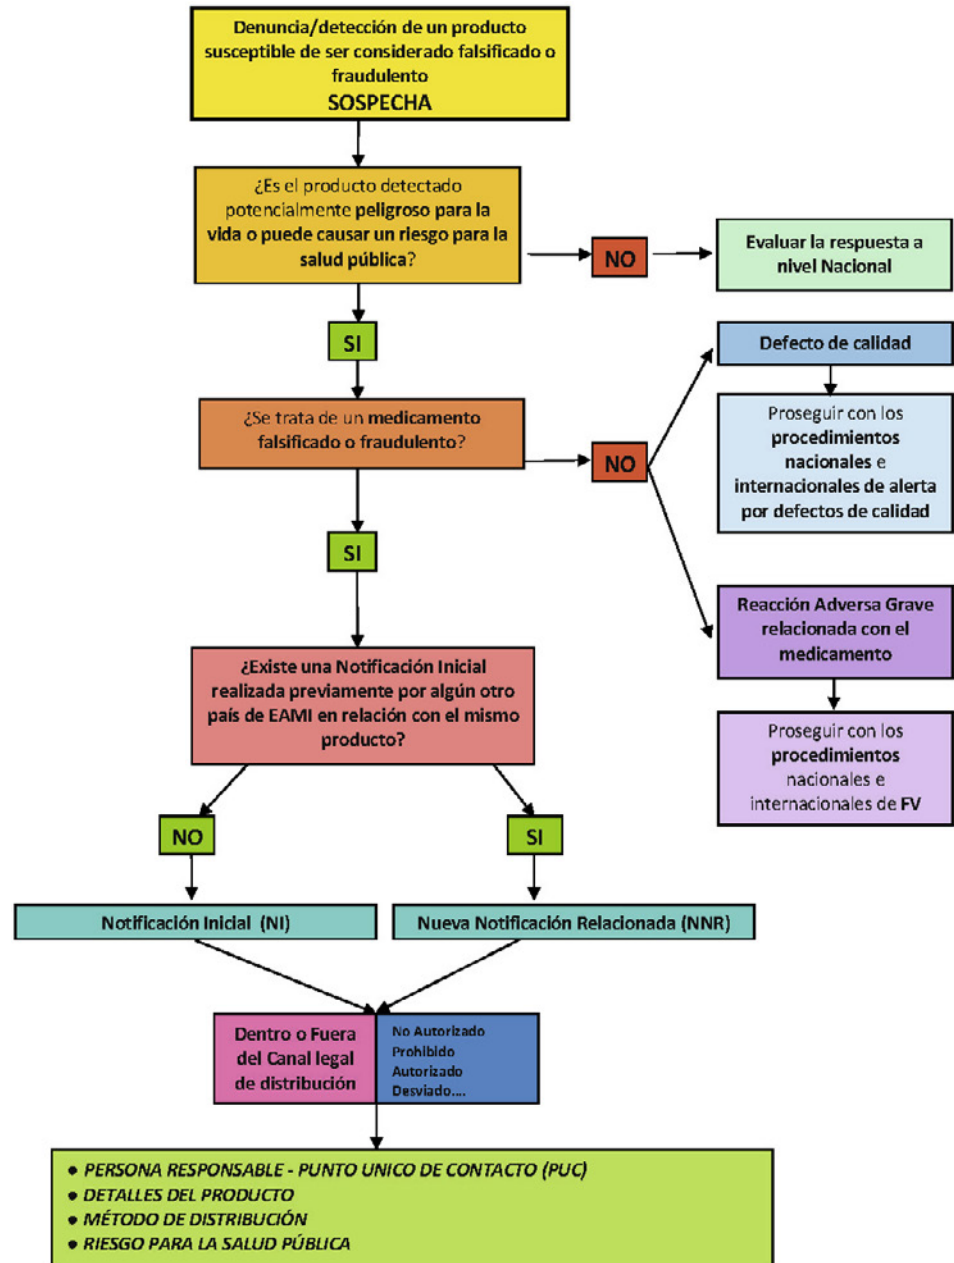 Denuncia/detección de un producto
susceptible de ser considerado falsificado o
fraudulento
SOSPECHA
¿Es el producto detectado
potencialmente peligroso para la
vida o puede causar un riesgo para la
salud pública?
NO
Evaluar la respuesta a
nivel Nacional
SI
Defecto de calidad
¿Se trata de un medicamento
falsificado o fraudulento?
NO
Proseguir con los
procedimientos
nacionales e
internacionales de alerta
por defectos de calidad
SI
Reacción Adversa Grave
relacionada con el
medicamento
¿Existe una Notificación Inicial
realizada previamente por algún otro
país de EAMI en relación con el mismo
producto?
Proseguir con los
procedimientos
nacionales e
internacionales de FV
NO
SI
Notificación Inicial (NI)
Nueva Notificación Relacionada (NNR)
Dentro o Fuera
del Canal legal
de distribución
No Autorizado
Prohibido
Autorizado
Desviado....
• PERSONA RESPONSABLE - PUNTO UNICO DE CONTACTO (PUC)
• DETALLES DEL PRODUCTO
• MÉTODO DE DISTRIBUCIÓN
• RIESGO PARA LA SALUD PÚBLICA